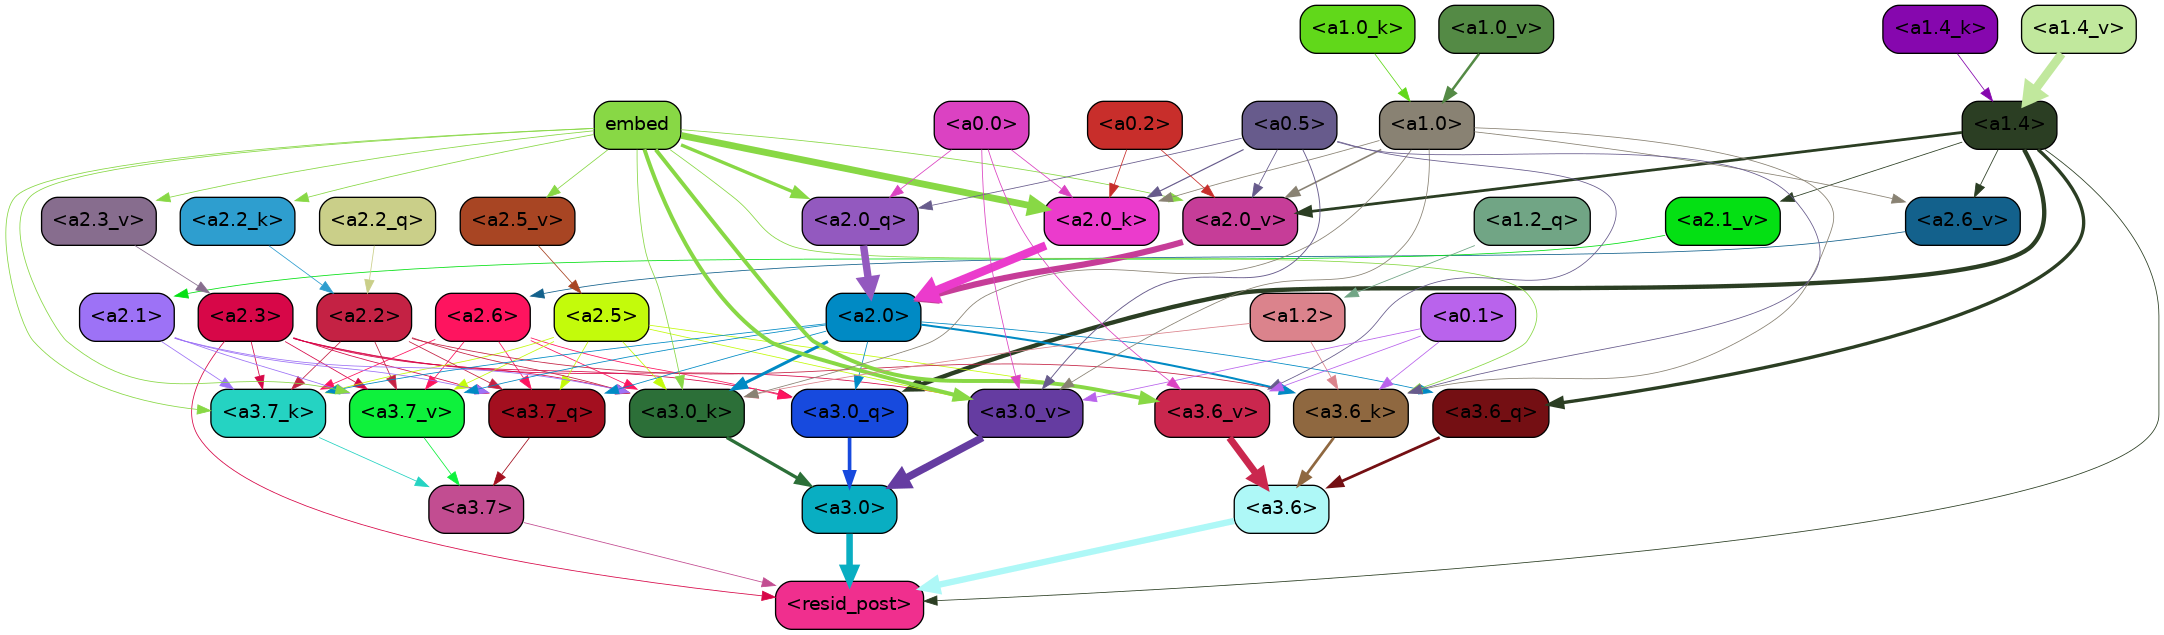 <a1.0_k> <a1.0_v> <a1.4_k> <a1.4_v>
embed <a0.0> <a0.2> <a0.5> <a1.0> <a1.4>
<a2.3_v> <a2.2_k> <a2.2_q> <a2.5_v> <a2.0_q> <a2.0_k> <a2.0_v> <a1.2_q> <a2.1_v> <a2.6_v>
<a2.1> <a2.3> <a2.2> <a2.6> <a2.5> <a2.0> <a1.2> <a0.1>
<a3.7_k> <a3.7_v> <a3.7_q> <a3.0_k> <a3.0_q> <a3.0_v> <a3.6_v> <a3.6_k> <a3.6_q>
<a3.7> <a3.0> <a3.6>
<resid_post>